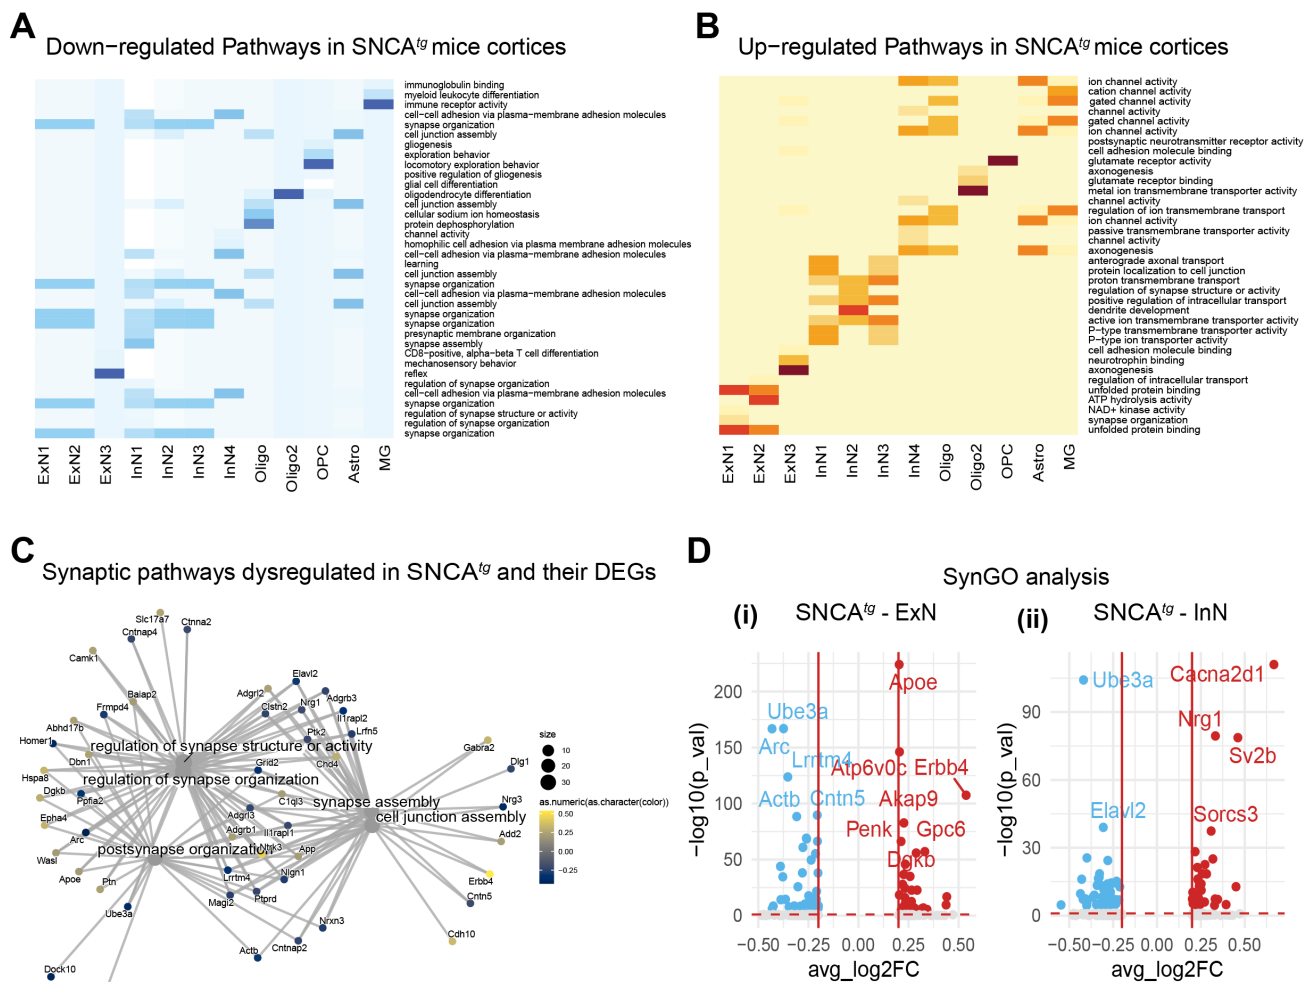 A
Down−regulated Pathways in SNCAtg mice cortices
immunoglobulin binding
myeloid leukocyte differentiation
immune receptor activity
cell−cell adhesion via plasma−membrane adhesion molecules
synapse organization
cell junction assembly
gliogenesis
exploration behavior
locomotory exploration behavior
positive regulation of gliogenesis
glial cell differentiation
oligodendrocyte differentiation
cell junction assembly
cellular sodium ion homeostasis
protein dephosphorylation
channel activity
homophilic cell adhesion via plasma membrane adhesion molecules
cell−cell adhesion via plasma−membrane adhesion molecules
learning
cell junction assembly
synapse organization
cell−cell adhesion via plasma−membrane adhesion molecules
cell junction assembly
synapse organization
synapse organization
presynaptic membrane organization
synapse assembly
CD8−positive, alpha−beta T cell differentiation
mechanosensory behavior
reflex
regulation of synapse organization
cell−cell adhesion via plasma−membrane adhesion molecules
synapse organization
regulation of synapse structure or activity
regulation of synapse organization
synapse organization
ExN1
ExN2
ExN3
InN1
InN2
InN3
InN4
Oligo
Oligo2
OPC
Astro
MG
B
Up−regulated Pathways in SNCAtg mice cortices
ion channel activity
cation channel activity
gated channel activity
channel activity
gated channel activity
ion channel activity
postsynaptic neurotransmitter receptor activity
cell adhesion molecule binding
glutamate receptor activity
axonogenesis
glutamate receptor binding
metal ion transmembrane transporter activity
channel activity
regulation of ion transmembrane transport
ion channel activity
passive transmembrane transporter activity
channel activity
axonogenesis
anterograde axonal transport
protein localization to cell junction
proton transmembrane transport
regulation of synapse structure or activity
positive regulation of intracellular transport
dendrite development
active ion transmembrane transporter activity
P−type transmembrane transporter activity
P−type ion transporter activity
cell adhesion molecule binding
neurotrophin binding
axonogenesis
regulation of intracellular transport
unfolded protein binding
ATP hydrolysis activity
NAD+ kinase activity
synapse organization
unfolded protein binding
ExN1
ExN2
ExN3
InN1
InN2
InN3
InN4
Oligo
Oligo2
OPC
Astro
MG
C
Synaptic pathways dysregulated in SNCAtg and their DEGs
Slc17a7
Ctnna2
Cntnap4
Camk1
Elavl2
Adgrl2
Adgrb3
Baiap2
Clstn2
Nrg1
Il1rapl2
Frmpd4
Abhd17b
Ptk2
Lrfn5
Homer1
regulation of synapse structure or activity
Gabra2
Dbn1
Grid2
Chd4
Dlg1
Hspa8
regulation of synapse organization
Dgkb
Ppfia2
C1ql3
synapse assembly
Nrg3
Epha4
Adgrl3
cell junction assembly
Adgrb1
Il1rapl1
Arc
Add2
postsynapse organization
Ntrk3
App
Wasl
Apoe
Lrrtm4
Nlgn1
Erbb4
Ptn
Magi2
Ptprd
Cntn5
Ube3a
Nrxn3
Actb
Cntnap2
Cdh10
Dock10
size
10
20
30
as.numeric(as.character(color))
0.50
0.25
0.00
−0.25
D
SynGO analysis
(i)
SNCAtg - ExN
−log10(p_val)
200
150
100
50
0
Apoe
Ube3a
Arc
Lrrtm4
Atp6v0c
Erbb4
Actb
Cntn5
Akap9
Penk
Gpc6
Dgkb
−0.50
−0.25
0.00
0.25
0.50
avg_log2FC
(ii)
SNCAtg - InN
−log10(p_val)
90
60
30
0
Ube3a
Cacna2d1
Nrg1
Sv2b
Elavl2
Sorcs3
−0.50
−0.25
0.00
0.25
0.50
avg_log2FC